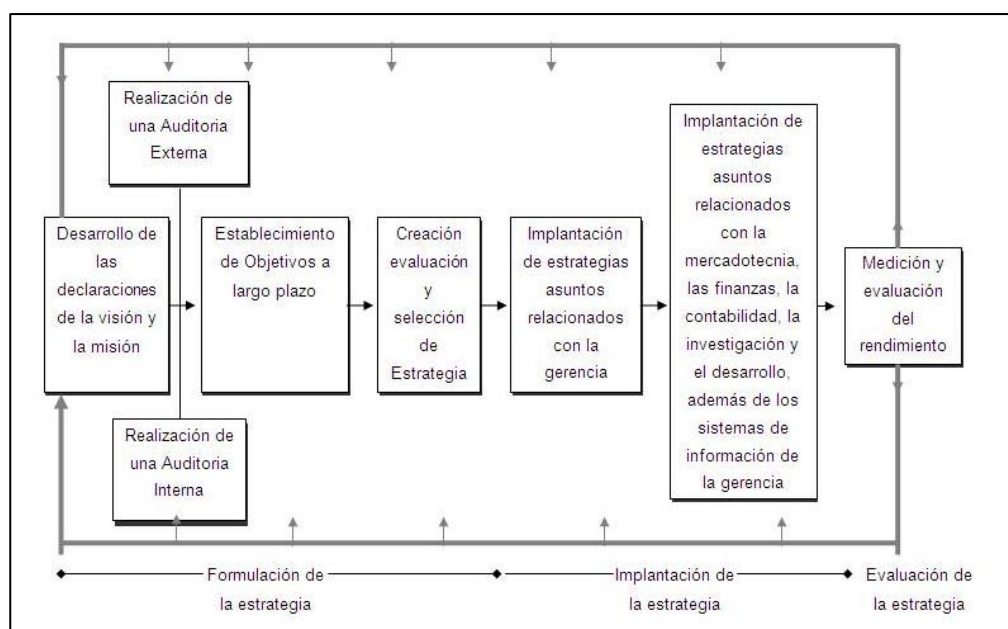 Realización de
una Auditoria
Externa
Desarrollo de
las
declaraciones
de la visión y
la misión
Realización de
una Auditoria
Interna
Establecimiento
de Objetivos a
largo plazo
Creación
evaluación
y
selección
de
Estrategia
Implantación
de estrategias
asuntos
relacionados
con la
gerencia
Implantación de
estrategias
asuntos
relacionados
con la
mercadotecnia,
las finanzas, la
contabilidad, la
investigación y
el desarrollo,
además de los
sistemas de
información de
la gerencia
Medición y
evaluación
del
rendimiento
Formulación de
la estrategia
Implantación de
la estrategia
Evaluación de
la estrategia